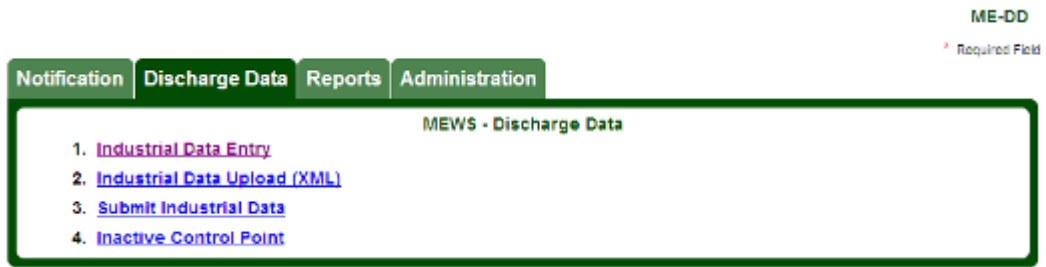 ME-DD
* Required Field
Notification Discharge Data Reports Administration
MEWS - Discharge Data
1. Industrial Data Entry
2. Industrial Data Upload (XML)
3. Submit Industrial Data
4. Inactive Control Point